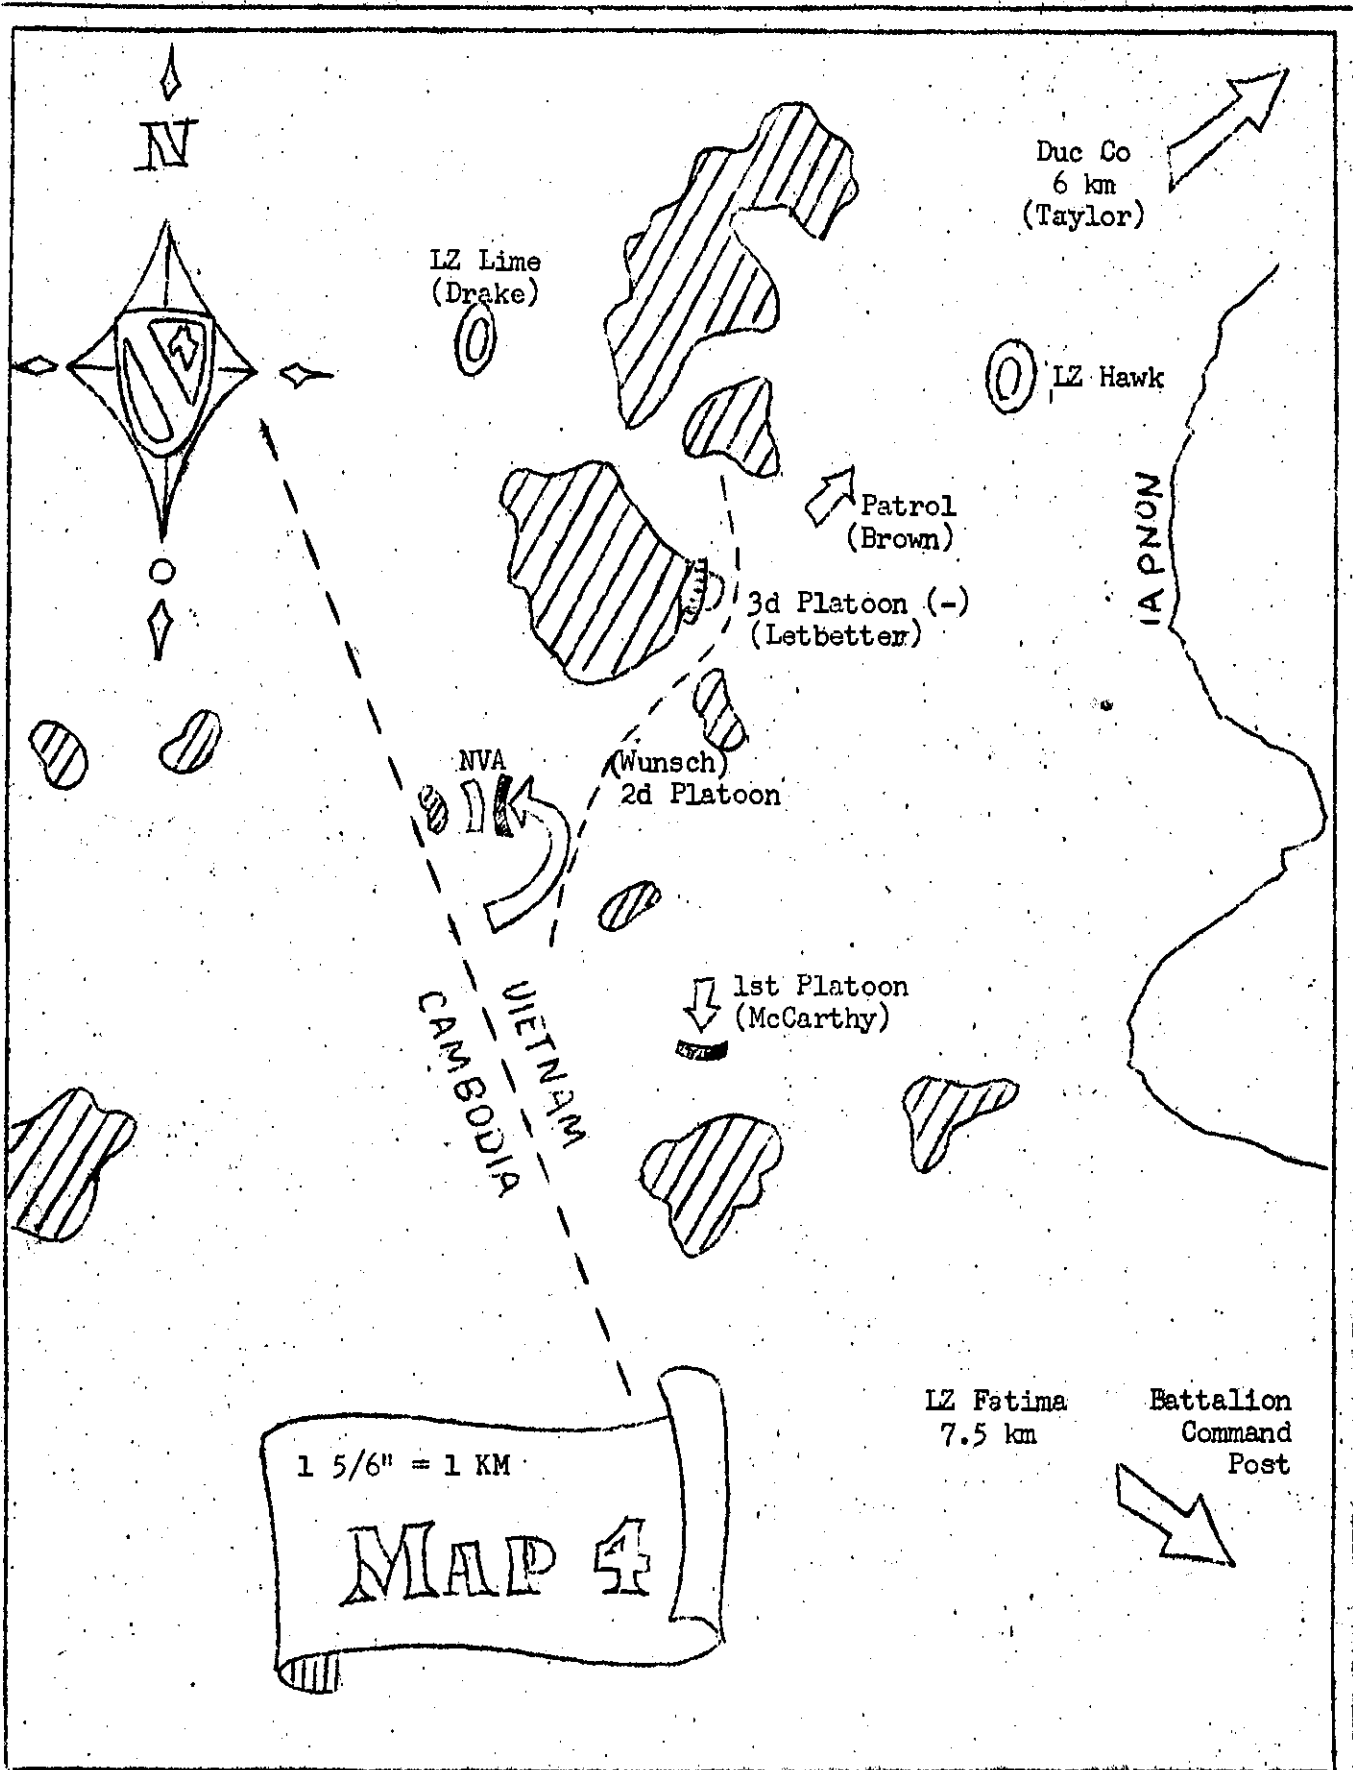 N
Duc Co
6 km
(Taylor)
LZ Lime
(Drake)
LZ Hawk
IA PNON
Patrol
(Brown)
3d Platoon (-)
(Letbetter)
NVA
(Wunsch)
2d Platoon
1st Platoon
(McCarthy)
VIETNAM
CAMBODIA
LZ Fatima
7.5 km
Battalion
Command
Post
1 5/6" = 1 KM
MAP 4